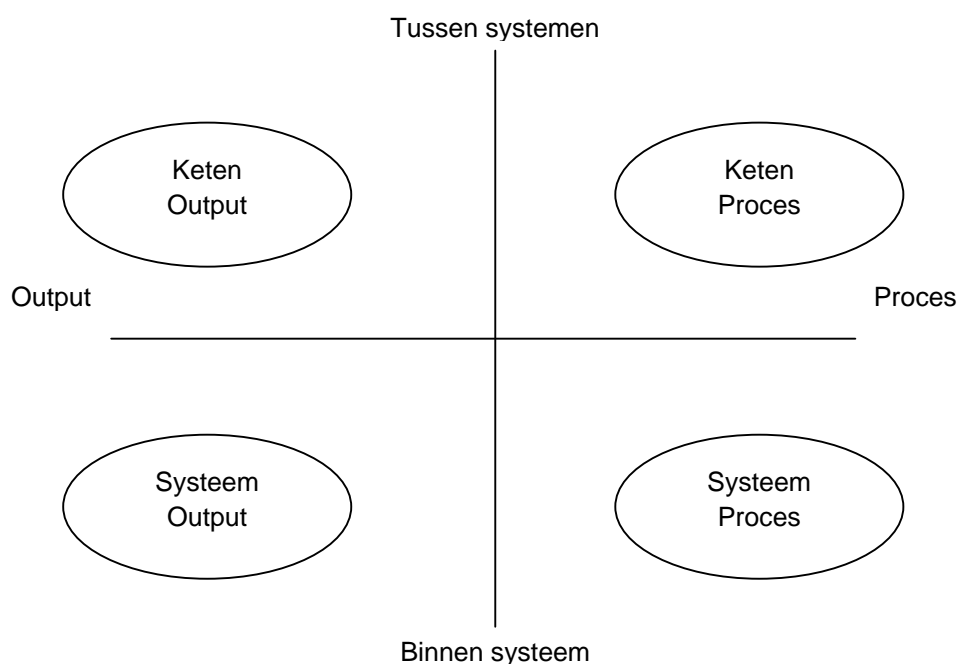 Tussen systemen
Keten
Output
Keten
Proces
Output
Proces
Systeem
Output
Systeem
Proces
Binnen systeem